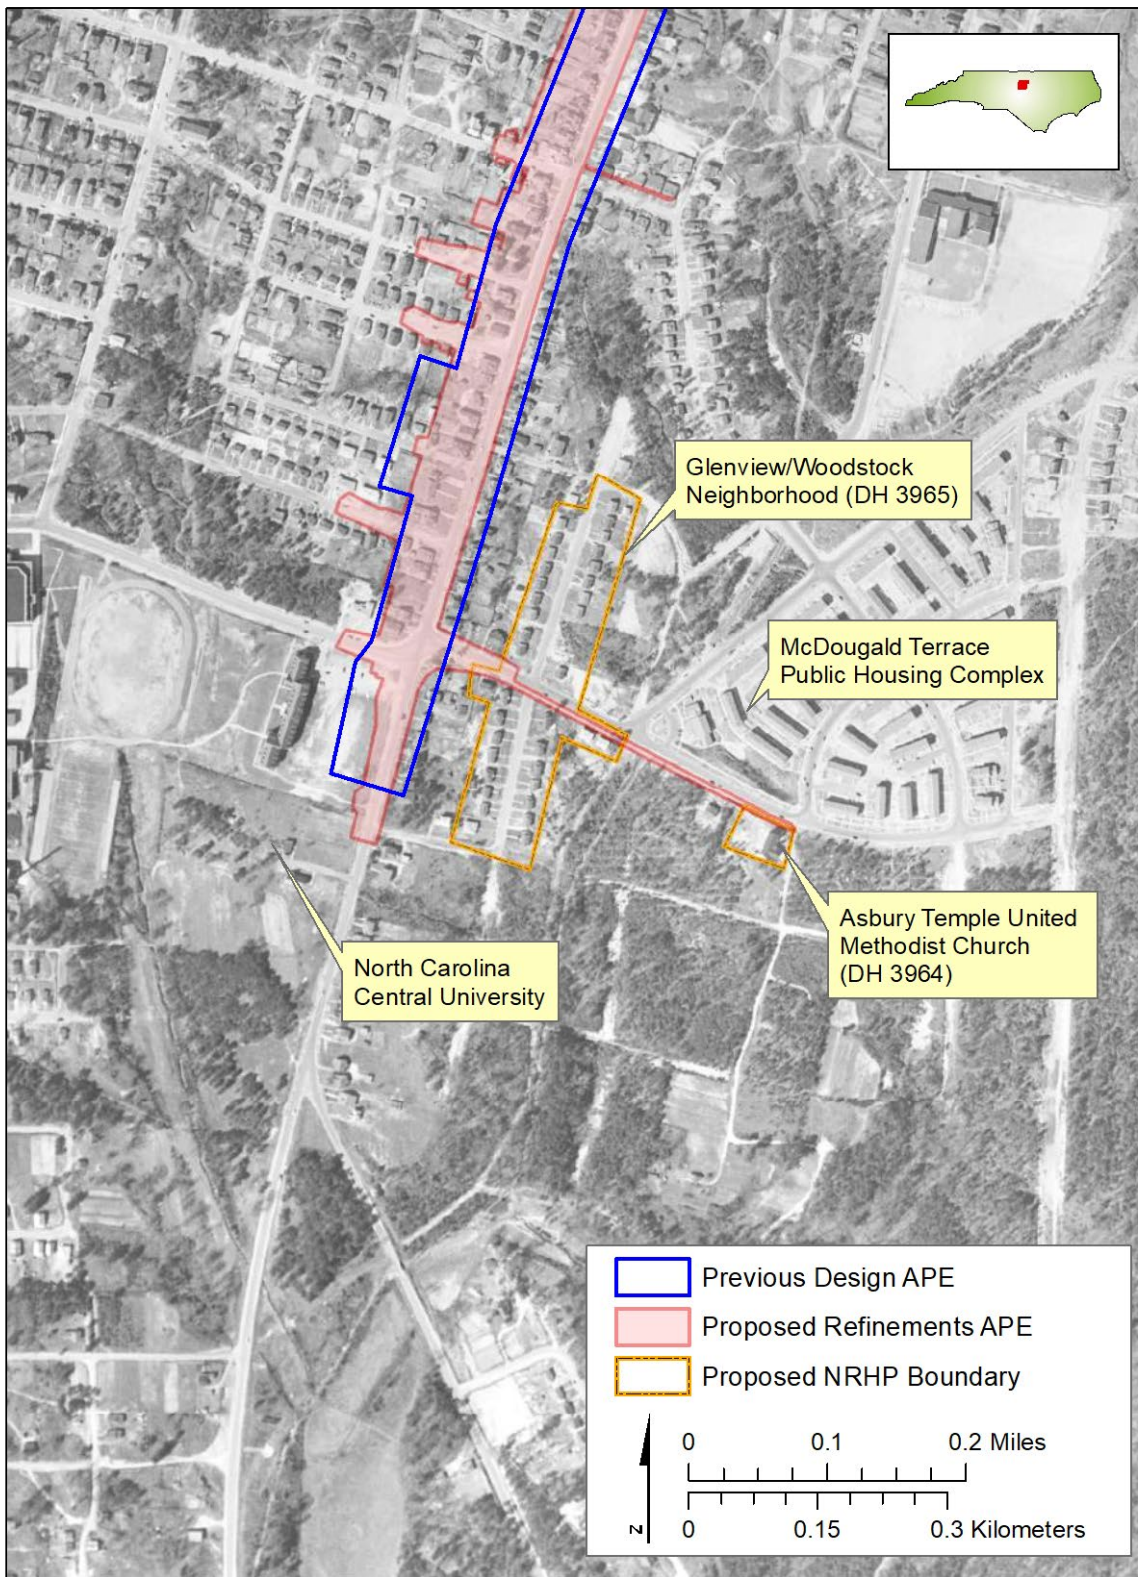 Glenview/Woodstock
Neighborhood (DH 3965)
McDougald Terrace
Public Housing Complex
Asbury Temple United
Methodist Church
(DH 3964)
North Carolina
Central University
Previous Design APE
Proposed Refinements APE
Proposed NRHP Boundary
0 0.1 0.2 Miles
N
0 0.15 0.3 Kilometers